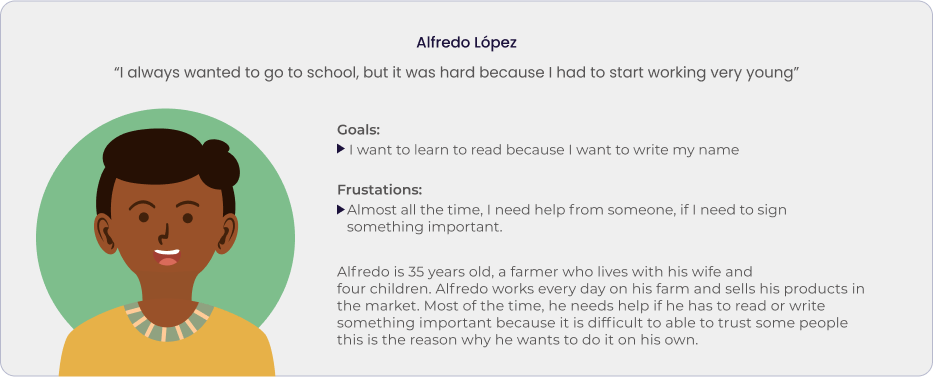 Alfredo López
“I always wanted to go to school, but it was hard because I had to start working very young”
Goals:
I want to learn to read because I want to write my name
Frustations:
Almost all the time, I need help from someone, if I need to sign
something important.
Alfredo is 35 years old, a farmer who lives with his wife and
four children. Alfredo works every day on his farm and sells his products in
the market. Most of the time, he needs help if he has to read or write
something important because it is difficult to able to trust some people
this is the reason why he wants to do it on his own.